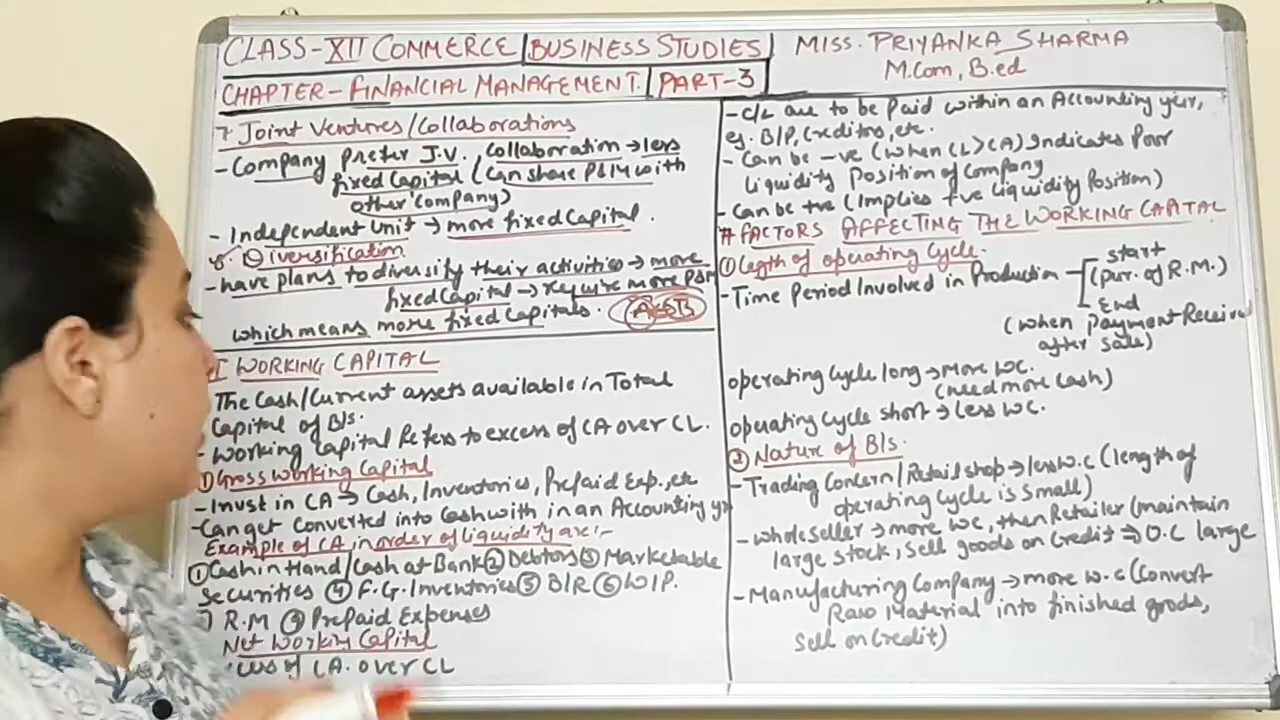 CLASS-XII COMMERCE BUSINESS STUDIES
MISS. PRIYANKA SHARMA
M.Com, B.ed
CHAPTER- FINANCIAL MANAGEMENT. PART-3
7 Joint Ventures/Collaborations
- Company Prefer J.V. Collaboration → less
fixed Capital (Can share P&M with
other Company)
- Independent Unit → more fixed Capital.
8. Diversification
- have plans to diversify their activities → more
fixed Capital → Require more P&M
which means more fixed Capitals.
I WORKING CAPITAL
The Cash/Current assets available in Total
Capital of B/s.
- Working Capital Refers to excess of CA over CL.
① Gross Working Capital
- Invest in CA → Cash, Inventories, Prepaid Exp., etc
- Can get Converted into Cash with in an Accounting yr
Example of CA in order of liquidity are:-
① Cash in Hand/Cash at Bank ② Debtors ③ Marketable
Securities ④ F.G. Inventories ⑤ B/R ⑥ WIP.
R.M ⑧ Prepaid Expenses
Net Working Capital
of CA. over CL
- C/L are to be Paid within an Accounting year,
eg. B/P, Creditors, etc.
- Can be -ve (When CL>CA) Indicates Poor
liquidity Position of Company
- Can be +ve (Implies +ve liquidity Position)
# FACTORS AFFECTING THE WORKING CAPITAL
① Length of operating Cycle.
- Time Period Involved in Production
start
(pur. of R.M.)
End
(when payment Received
after sale)
operating Cycle long → More WC.
(need more Cash)
operating Cycle short → Less WC.
② Nature of B/s.
- Trading Concern/Retail shop → less W.C (length of
operating Cycle is Small)
- wholeseller → more WC, then Retailer (maintain
large stock, Sell goods on Credit ⇒ O.C large
- Manufacturing Company → more W.C (Convert
Raw Material into finished goods,
Sell on Credit)